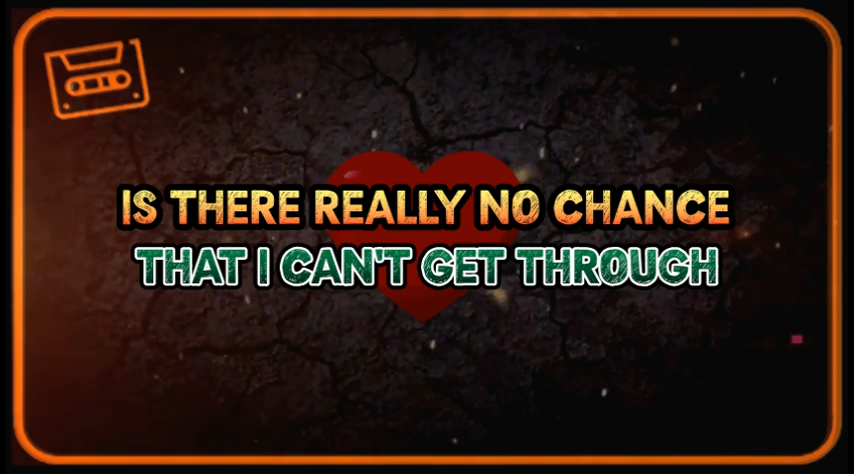 IS THERE REALLY NO CHANCE
THAT I CAN'T GET THROUGH